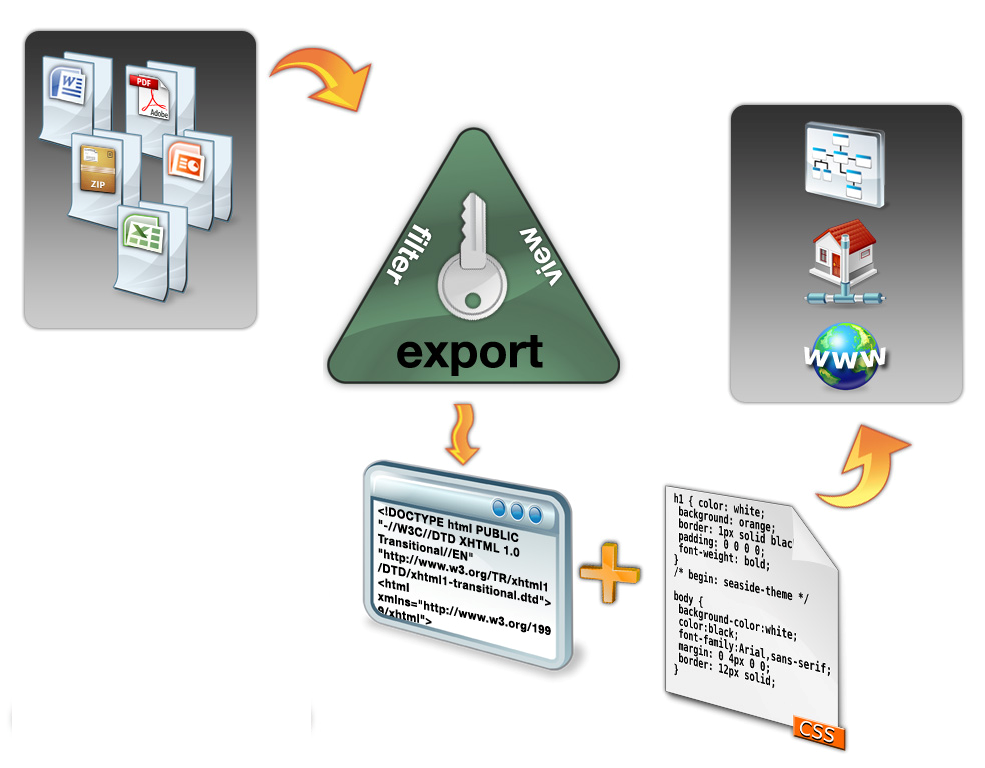 W
PDF
Adobe
ZIP
X
filter
view
export
www
<!DOCTYPE html PUBLIC
"-//W3C//DTD XHTML 1.0
Transitional//EN"
"http://www.w3.org/TR/xhtml1
/DTD/xhtml1-transitional.dtd">
<html
xmlns="http://www.w3.org/199
9/xhtml">
h1 { color: white;
background: orange;
border: 1px solid blac
padding: 0 0 0 0;
font-weight: bold;
}
/* begin: seaside-theme */
body {
background-color:white;
color:black;
font-family:Arial,sans-serif;
margin: 0 4px 0 0;
border: 12px solid;
}
CSS